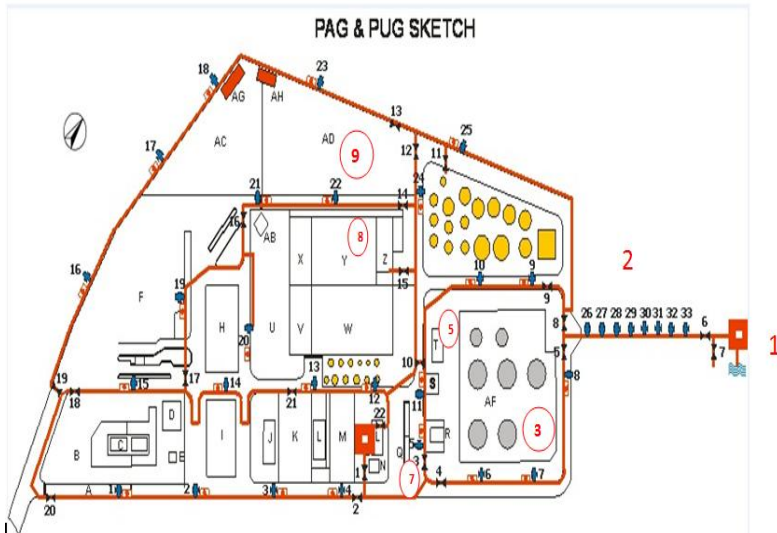 PAG & PUG SKETCH
23
18
AG
AH
13
25
17
AC
AD
12
11
9
21
22
24
14
16
AB
8
10
9
2
X
Y
Z
15
16
19
9
F
5
8
26 27 28 29 30 31 32 33
6
H
20
U
V
W
T
5
7
1
10
8
13
19
15
17
14
12
S
18
21
11
AF
D
22
C
I
J
K
L
M
L
Q
5
R
3
B
E
N
1
3
7
A
1
2
3
4
4
6
7
20
2